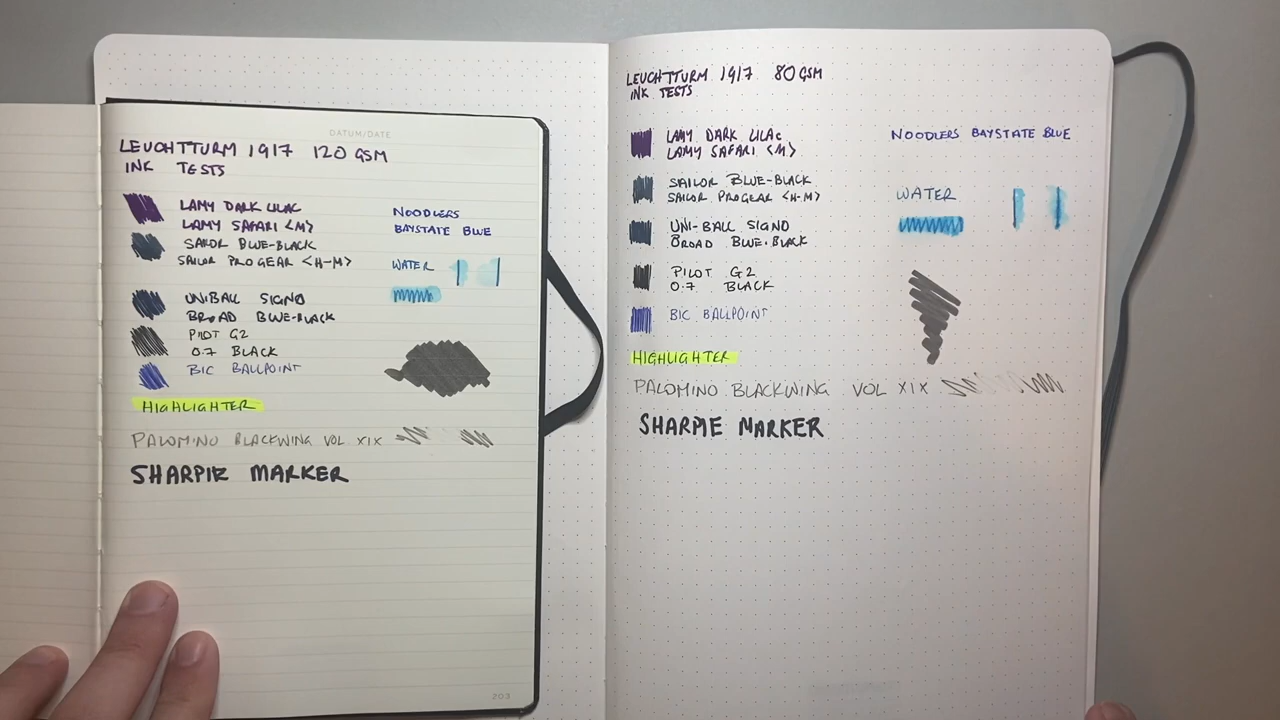 DATUM/DATE
LEUCHTTURM 1917 120 GSM
INK TESTS
LAMY DARK LILAC
LAMY SAFARI <M>
SAILOR BLUE-BLACK
SAILOR PRO GEAR <H-M>
UNIBALL SIGNO
BROAD BLUE-BLACK
PILOT G2
0.7 BLACK
BIC BALLPOINT
HIGHLIGHTER
PALOMINO BLACKWING VOL XIX
SHARPIE MARKER
NOODLERS
BAYSTATE BLUE
WATER
203
LEUCHTTURM 1917 80 GSM
INK TESTS
LAMY DARK LILAC
LAMY SAFARI <M>
SAILOR BLUE-BLACK
SAILOR PROGEAR <H-M>
UNI-BALL SIGNO
BROAD BLUE-BLACK
PILOT G2
0.7 BLACK
BIC BALLPOINT
HIGHLIGHTER
PALOMINO BLACKWING VOL XIX
SHARPIE MARKER
NOODLERS BAYSTATE BLUE
WATER